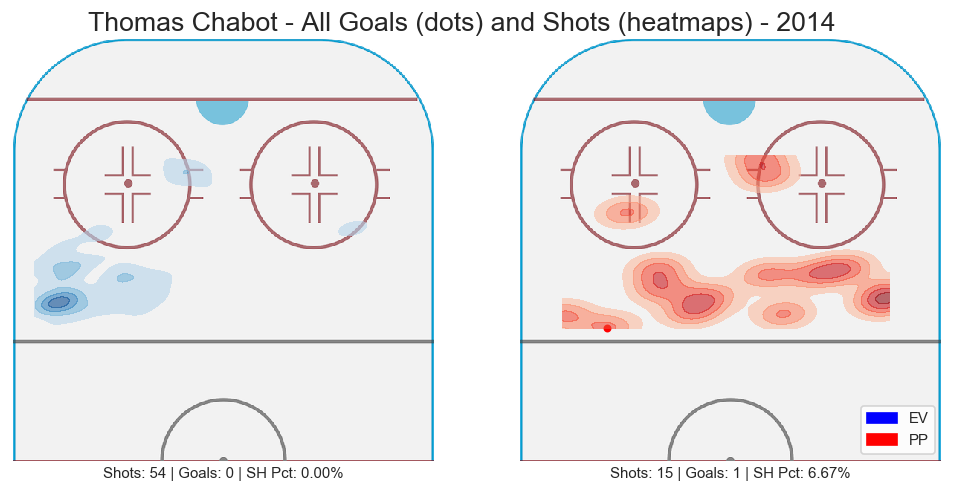 Thomas Chabot - All Goals (dots) and Shots (heatmaps) - 2014
EV
PP
Shots: 54 | Goals: 0 | SH Pct: 0.00%
Shots: 15 | Goals: 1 | SH Pct: 6.67%